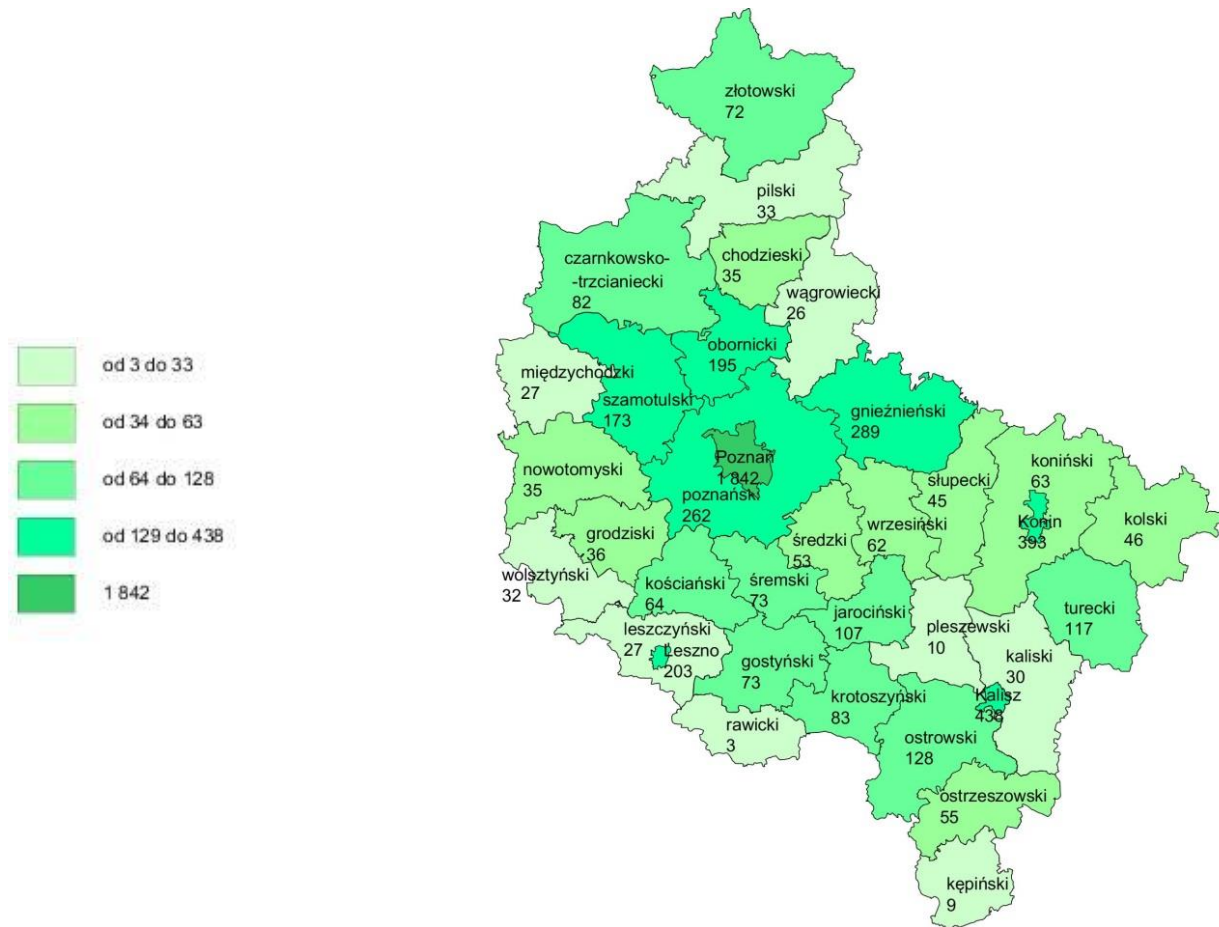 złotowski
72
pilski
33
chodzieski
35
czarnkowsko-
-trzcianecki
82
wągrowiecki
26
obornicki
195
międzychodzki
27
szamotulski
173
gnieźnieński
289
Poznań
1 842
poznański
262
nowotomyski
35
słupecki
45
koniński
63
Konin
393
kolski
46
wrzesiński
62
średzki
53
grodziski
36
wolsztyński
32
kościański
64
śremski
73
jarociński
107
pleszewski
10
turecki
117
leszczyński
27
Leszno
203
gostyński
73
kaliski
30
Kalisz
438
krotoszyński
83
rawicki
3
ostrowski
128
ostrzeszowski
55
kępiński
9
od 3 do 33
od 34 do 63
od 64 do 128
od 129 do 438
1 842